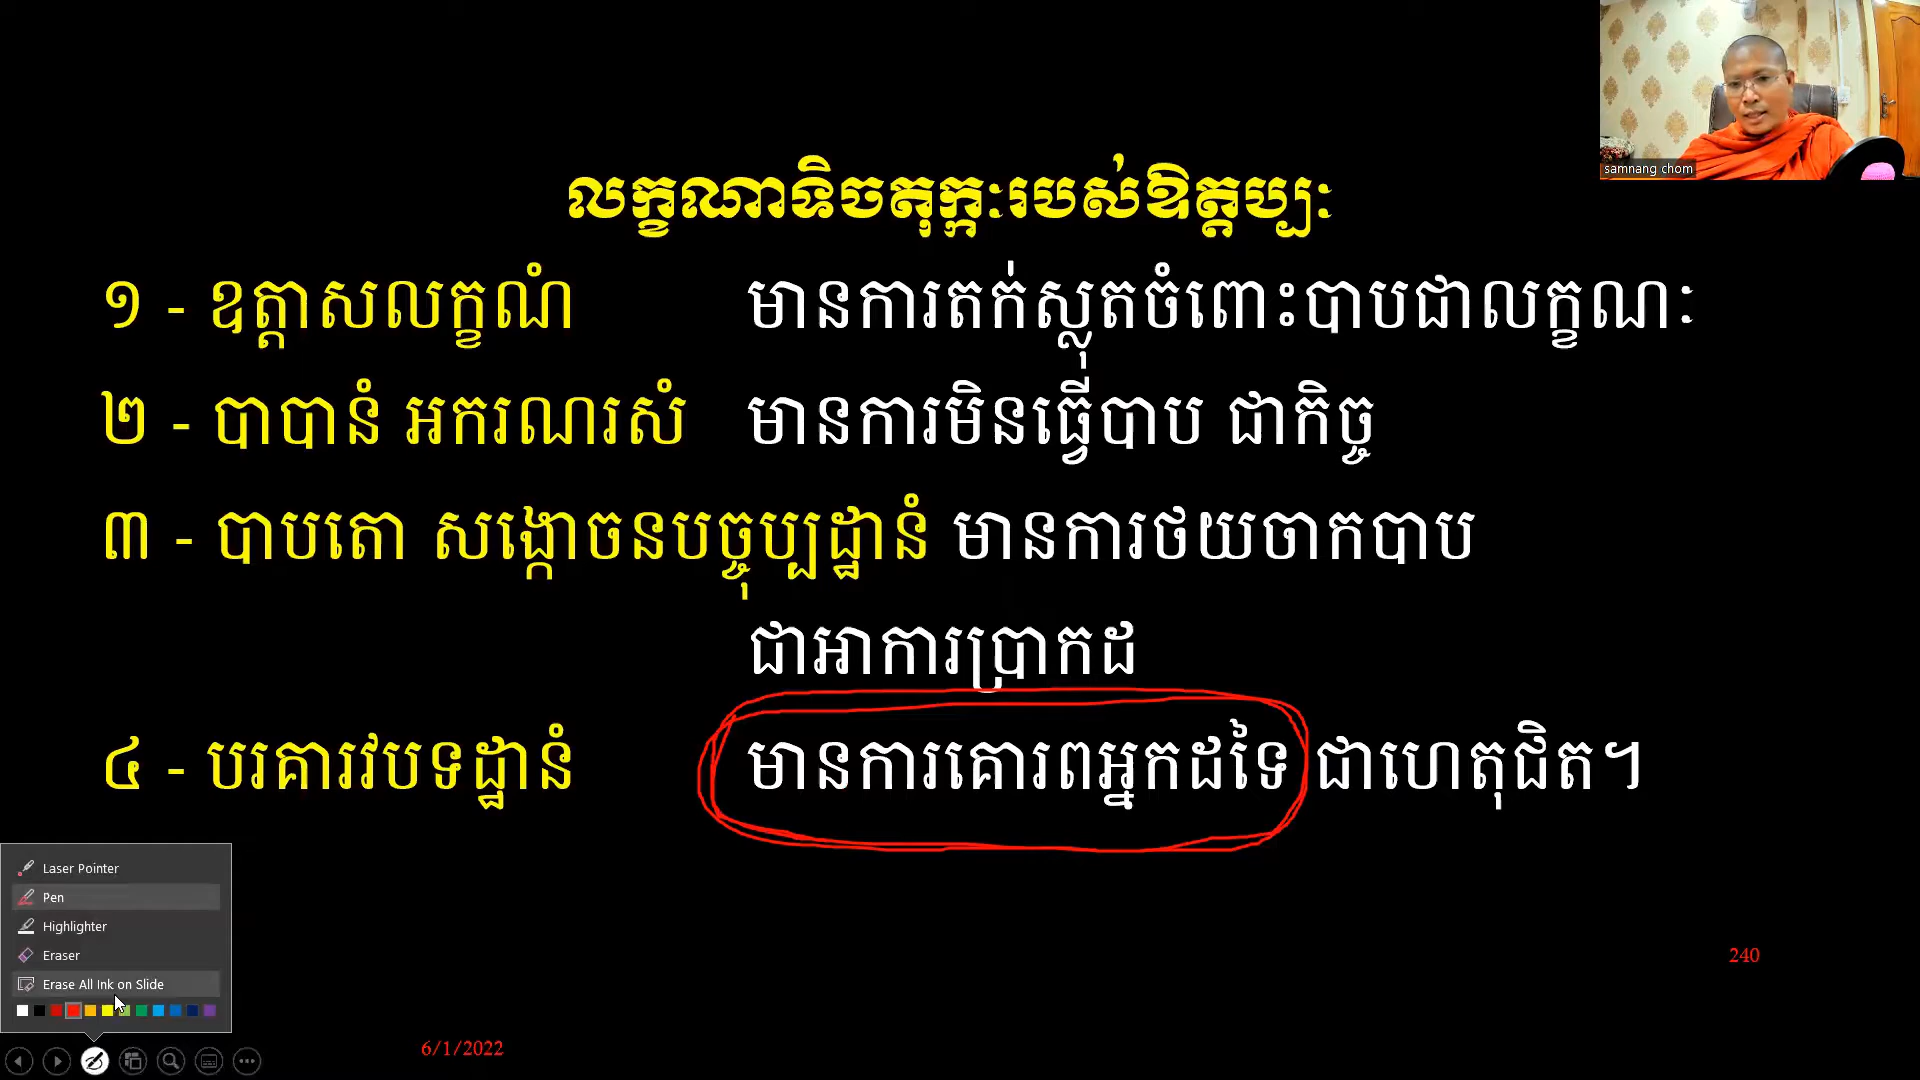 samnang chom
លក្ខណាទិចតុក្កៈរបស់ឱត្តប្បៈ
១ - ឧត្តាសលក្ខណំ មានការតក់ស្លុតចំពោះបាបជាលក្ខណៈ
២ - បាបានំ អករណរសំ មានការមិនធ្វើបាប ជាកិច្ច
៣ - បាបតោ សង្កោចនបច្ចុប្បដ្ឋានំ មានការថយចាកបាប
ជាអាការប្រាកដ
៤ - បរគារវបទដ្ឋានំ មានការគោរពអ្នកដទៃ ជាហេតុជិត។
Laser Pointer
Pen
Highlighter
Eraser
Erase All Ink on Slide
240
6/1/2022